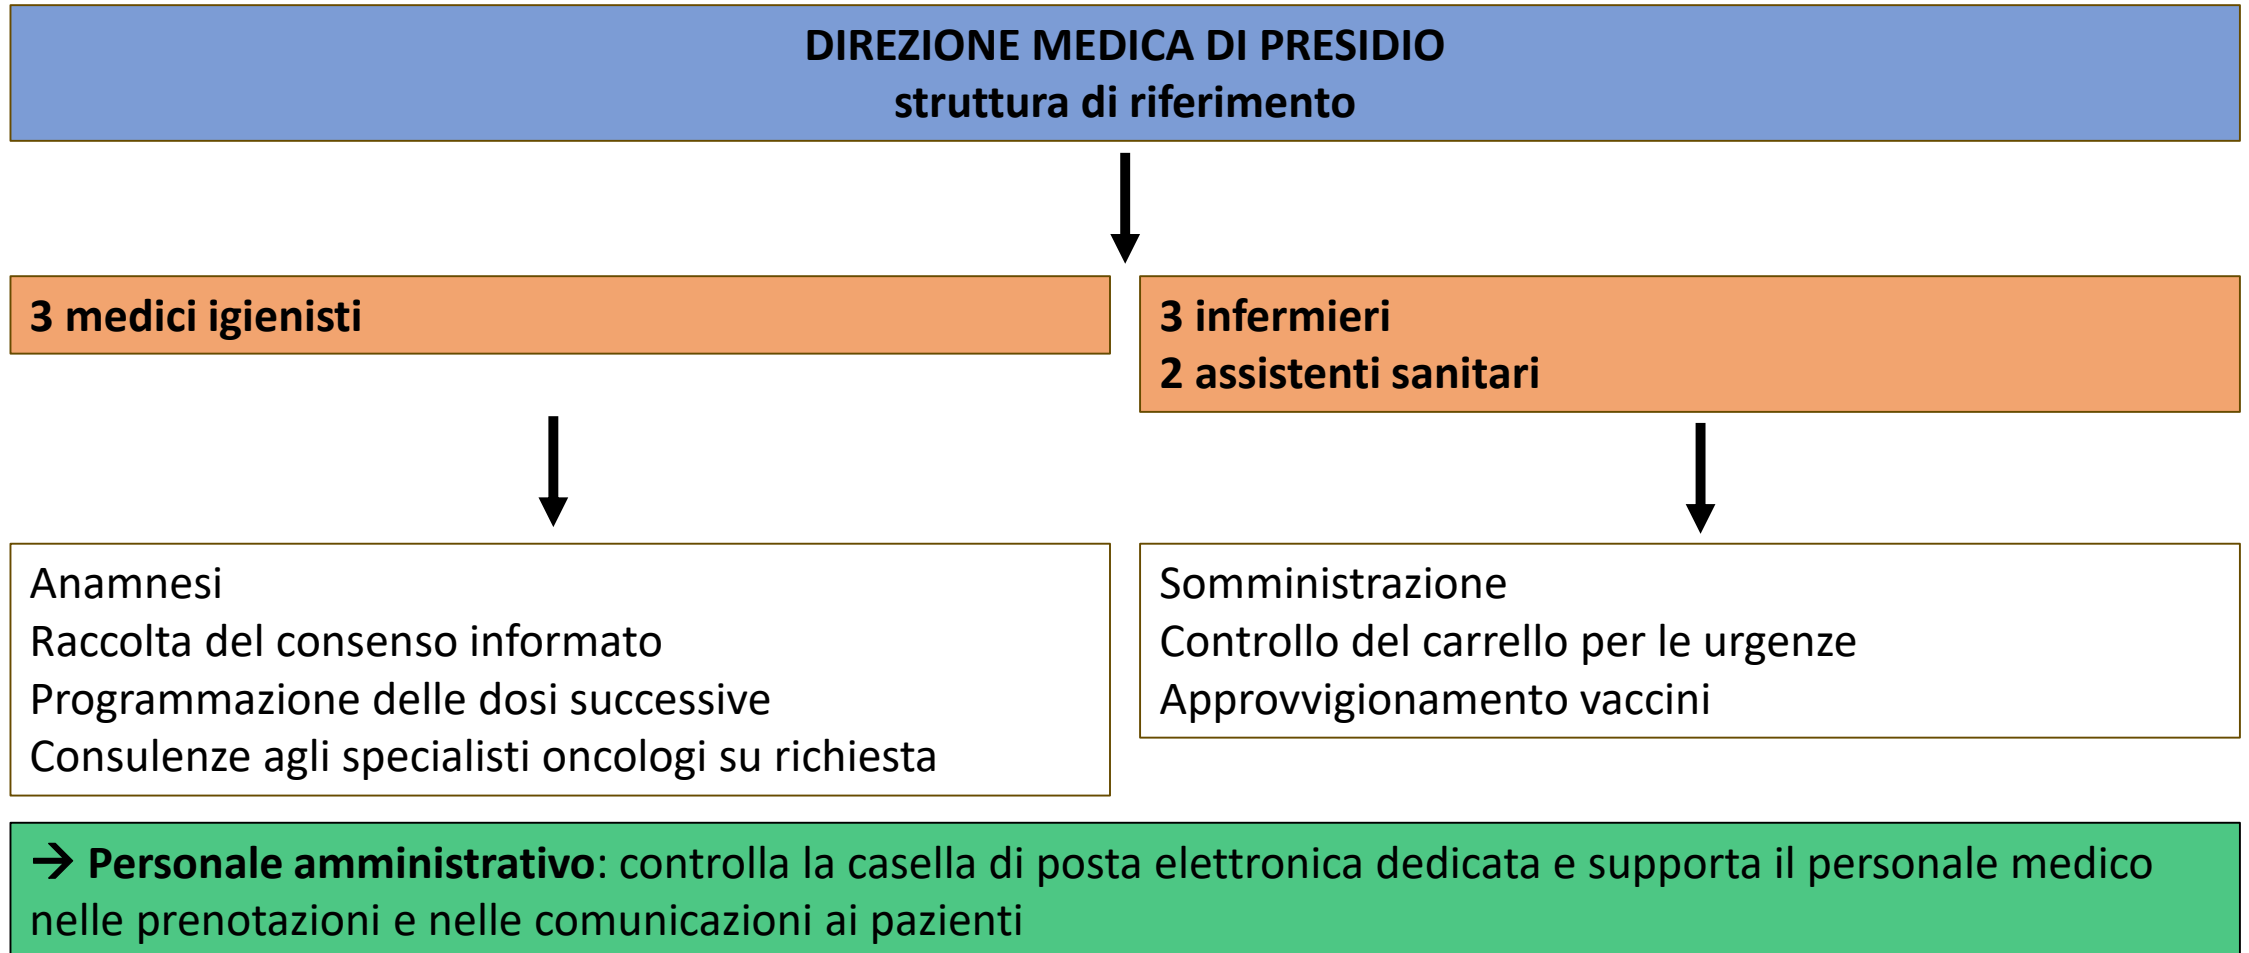 DIREZIONE MEDICA DI PRESIDIO
struttura di riferimento
3 medici igienisti
3 infermieri
2 assistenti sanitari
Anamnesi
Raccolta del consenso informato
Programmazione delle dosi successive
Consulenze agli specialisti oncologi su richiesta
Somministrazione
Controllo del carrello per le urgenze
Approvvigionamento vaccini
→ Personale amministrativo: controlla la casella di posta elettronica dedicata e supporta il personale medico
nelle prenotazioni e nelle comunicazioni ai pazienti